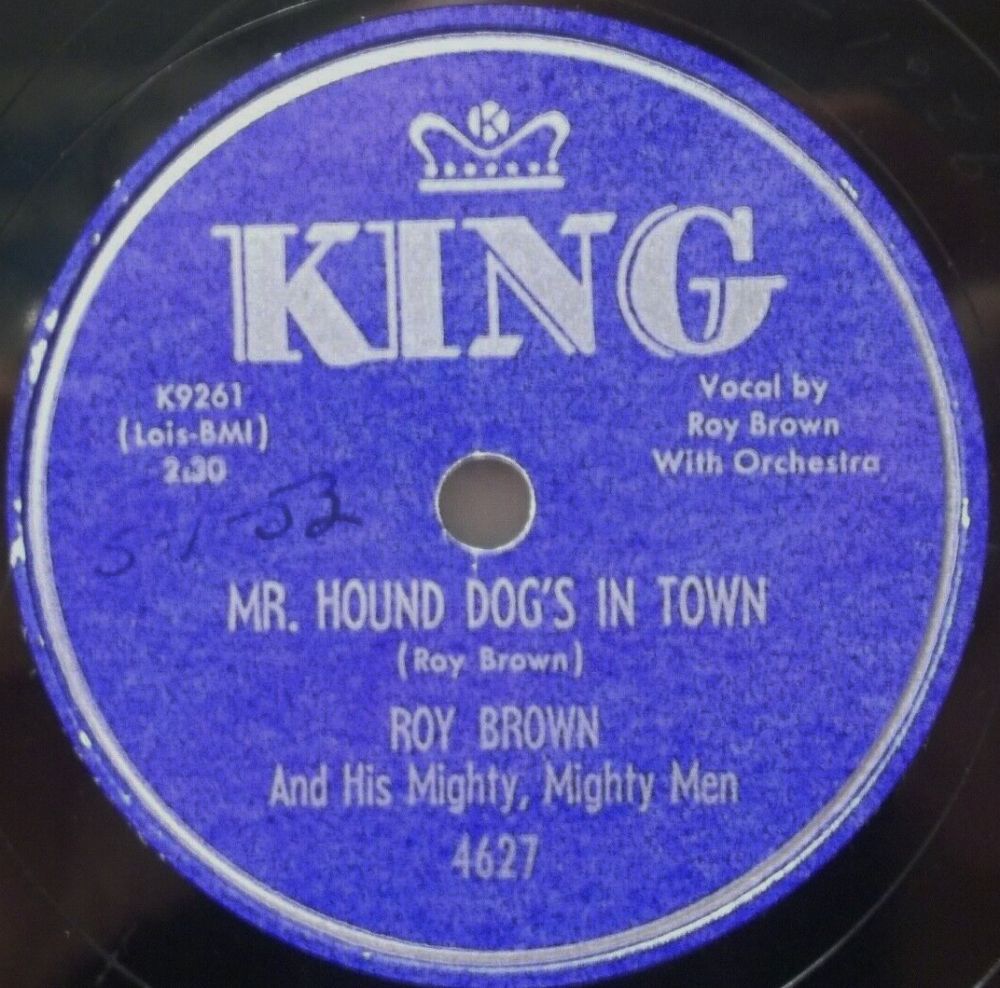 K
KING
K9261
(Lois-BMI)
2:30
Vocal by
Roy Brown
With Orchestra
5-1-53
MR. HOUND DOG'S IN TOWN
(Roy Brown)
ROY BROWN
And His Mighty, Mighty Men
4627